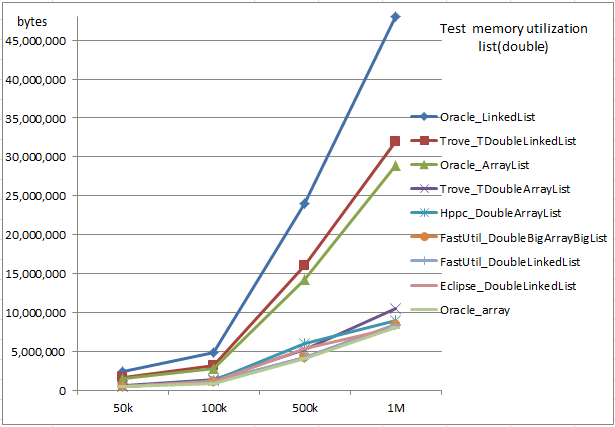 bytes
Test memory utilization
list(double)
45,000,000
40,000,000
35,000,000
30,000,000
25,000,000
20,000,000
15,000,000
10,000,000
5,000,000
0
50k
100k
500k
1M
Oracle_LinkedList
Trove_TDoubleLinkedList
Oracle_ArrayList
Trove_TDoubleArrayList
Hppc_DoubleArrayList
FastUtil_DoubleBigArrayBigList
FastUtil_DoubleLinkedList
Eclipse_DoubleLinkedList
Oracle_array